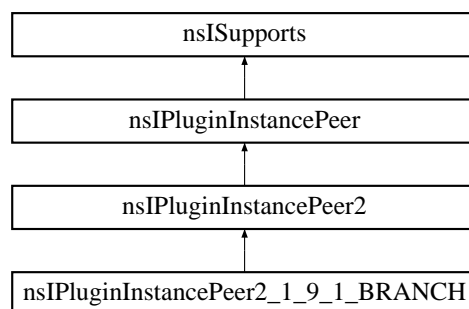 nsISupports
nsIPluginInstancePeer
nsIPluginInstancePeer2
nsIPluginInstancePeer2_1_9_1_BRANCH